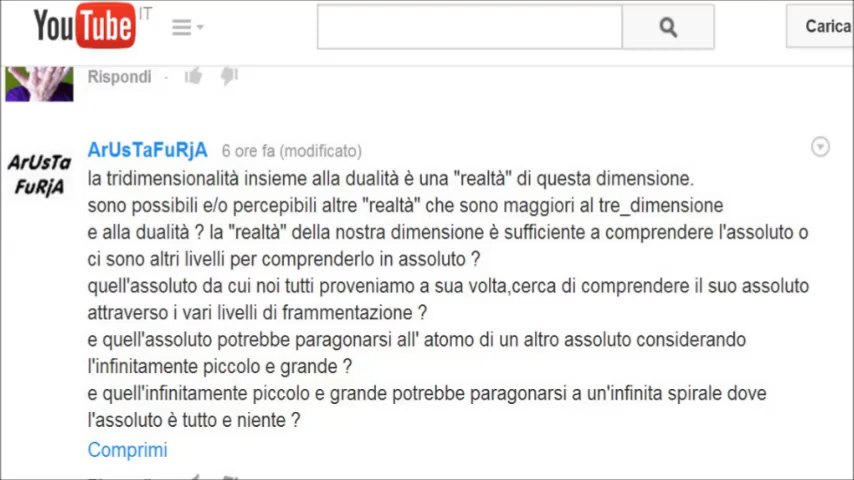 YouTube IT
Carica
Rispondi
ArUsTa
FuRjA
ArUsTaFuRjA 6 ore fa (modificato)
la tridimensionalità insieme alla dualità è una "realtà" di questa dimensione.
sono possibili e/o percepibili altre "realtà" che sono maggiori al tre_dimensione
e alla dualità ? la "realtà" della nostra dimensione è sufficiente a comprendere l'assoluto o
ci sono altri livelli per comprenderlo in assoluto ?
quell'assoluto da cui noi tutti proveniamo a sua volta,cerca di comprendere il suo assoluto
attraverso i vari livelli di frammentazione ?
e quell'assoluto potrebbe paragonarsi all' atomo di un altro assoluto considerando
l'infinitamente piccolo e grande ?
e quell'infinitamente piccolo e grande potrebbe paragonarsi a un'infinita spirale dove
l'assoluto è tutto e niente ?
Comprimi